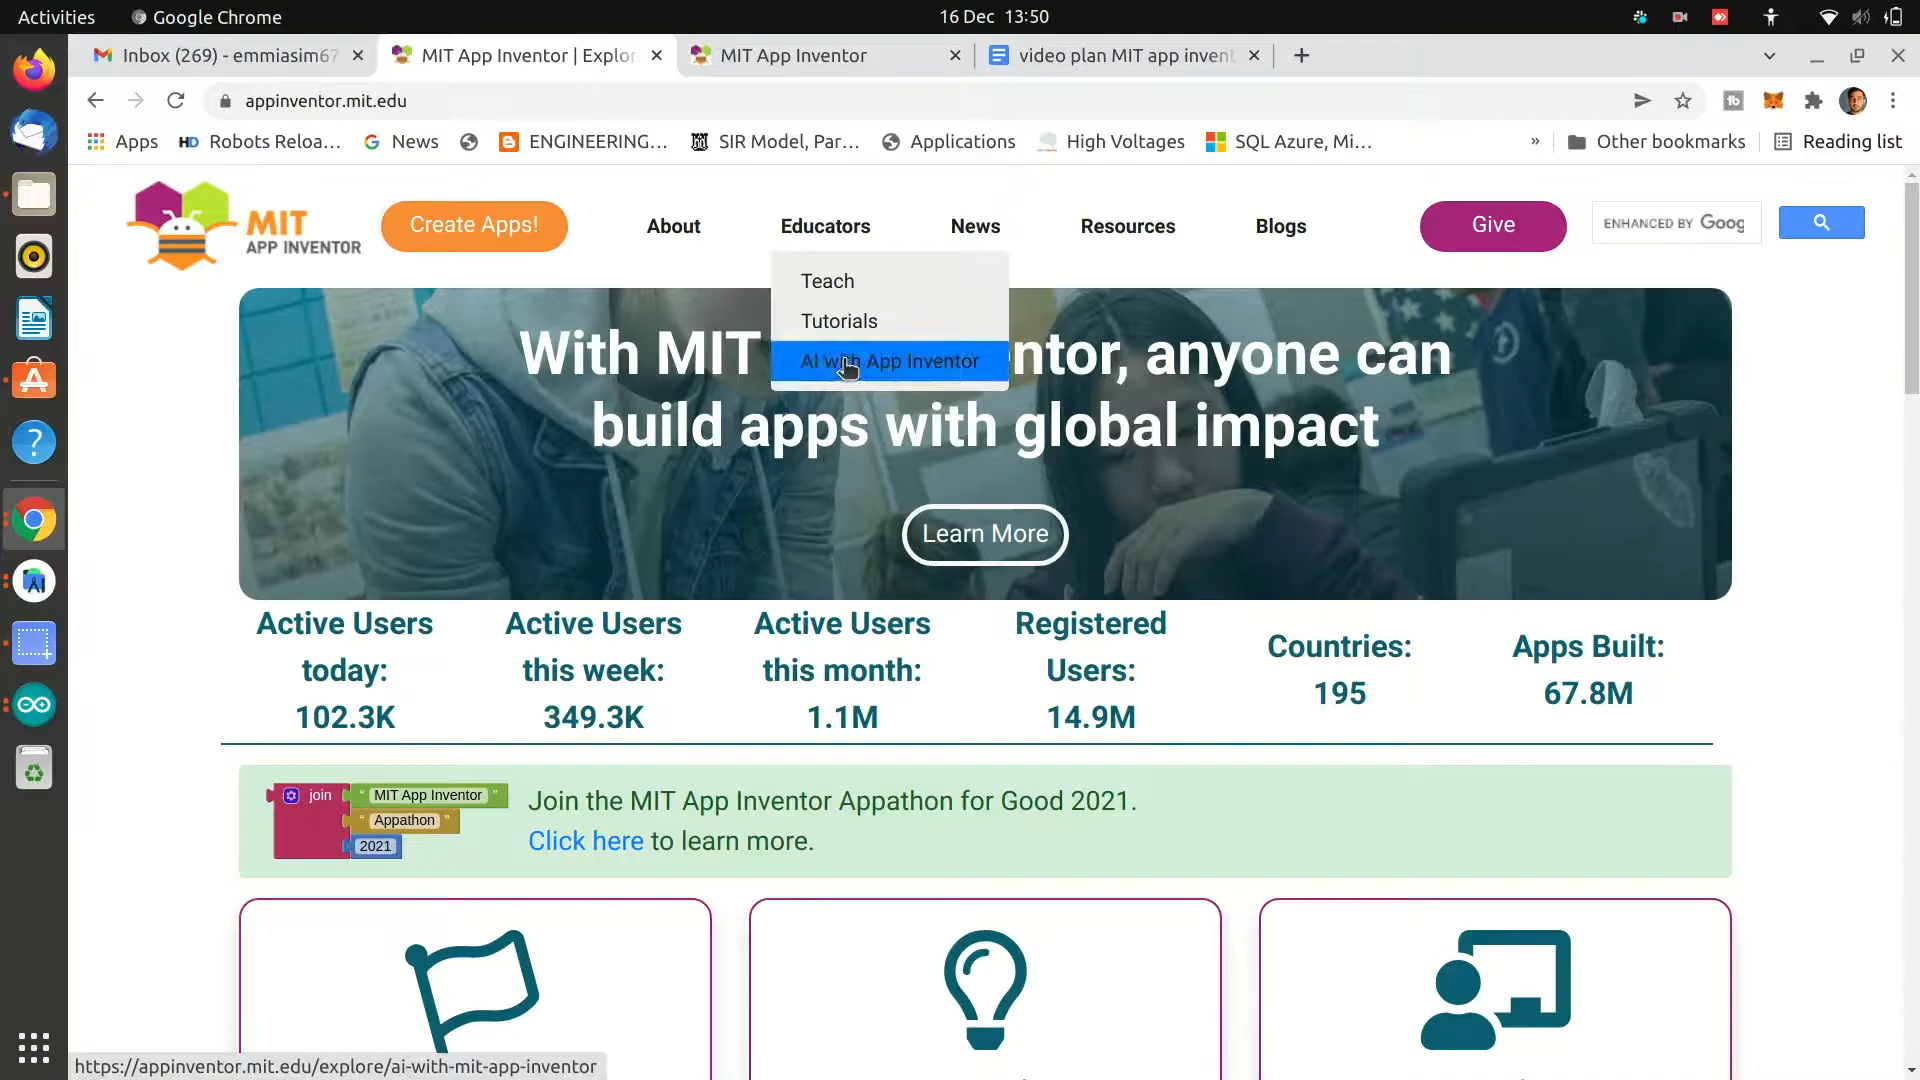 Activities
Google Chrome
16 Dec 13:50
Inbox (269) - emmiasim67
MIT App Inventor | Explor
MIT App Inventor
video plan MIT app invent
appinventor.mit.edu
Apps
Robots Reloa...
News
ENGINEERING...
SIR Model, Par...
Applications
High Voltages
SQL Azure, Mi...
»
Other bookmarks
Reading list
MIT
APP INVENTOR
Create Apps!
About
Educators
News
Resources
Blogs
Give
ENHANCED BY Goog
Teach
Tutorials
AI with App Inventor
With MIT
ntor, anyone can
build apps with global impact
Learn More
Active Users
today:
102.3K
Active Users
this week:
349.3K
Active Users
this month:
1.1M
Registered
Users:
14.9M
Countries:
195
Apps Built:
67.8M
join
“ MIT App Inventor ”
“ Appathon ”
2021
Join the MIT App Inventor Appathon for Good 2021.
Click here to learn more.
https://appinventor.mit.edu/explore/ai-with-mit-app-inventor